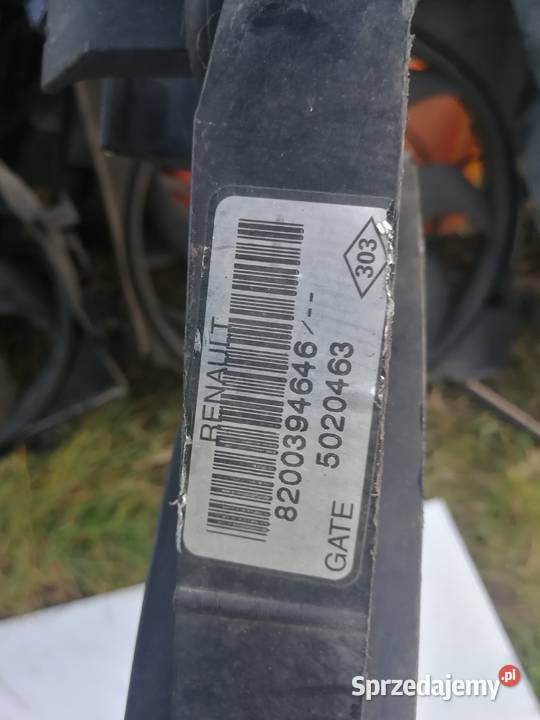 RENAULT
303
8200394646/--
GATE 5020463
Sprzedajemy.pl